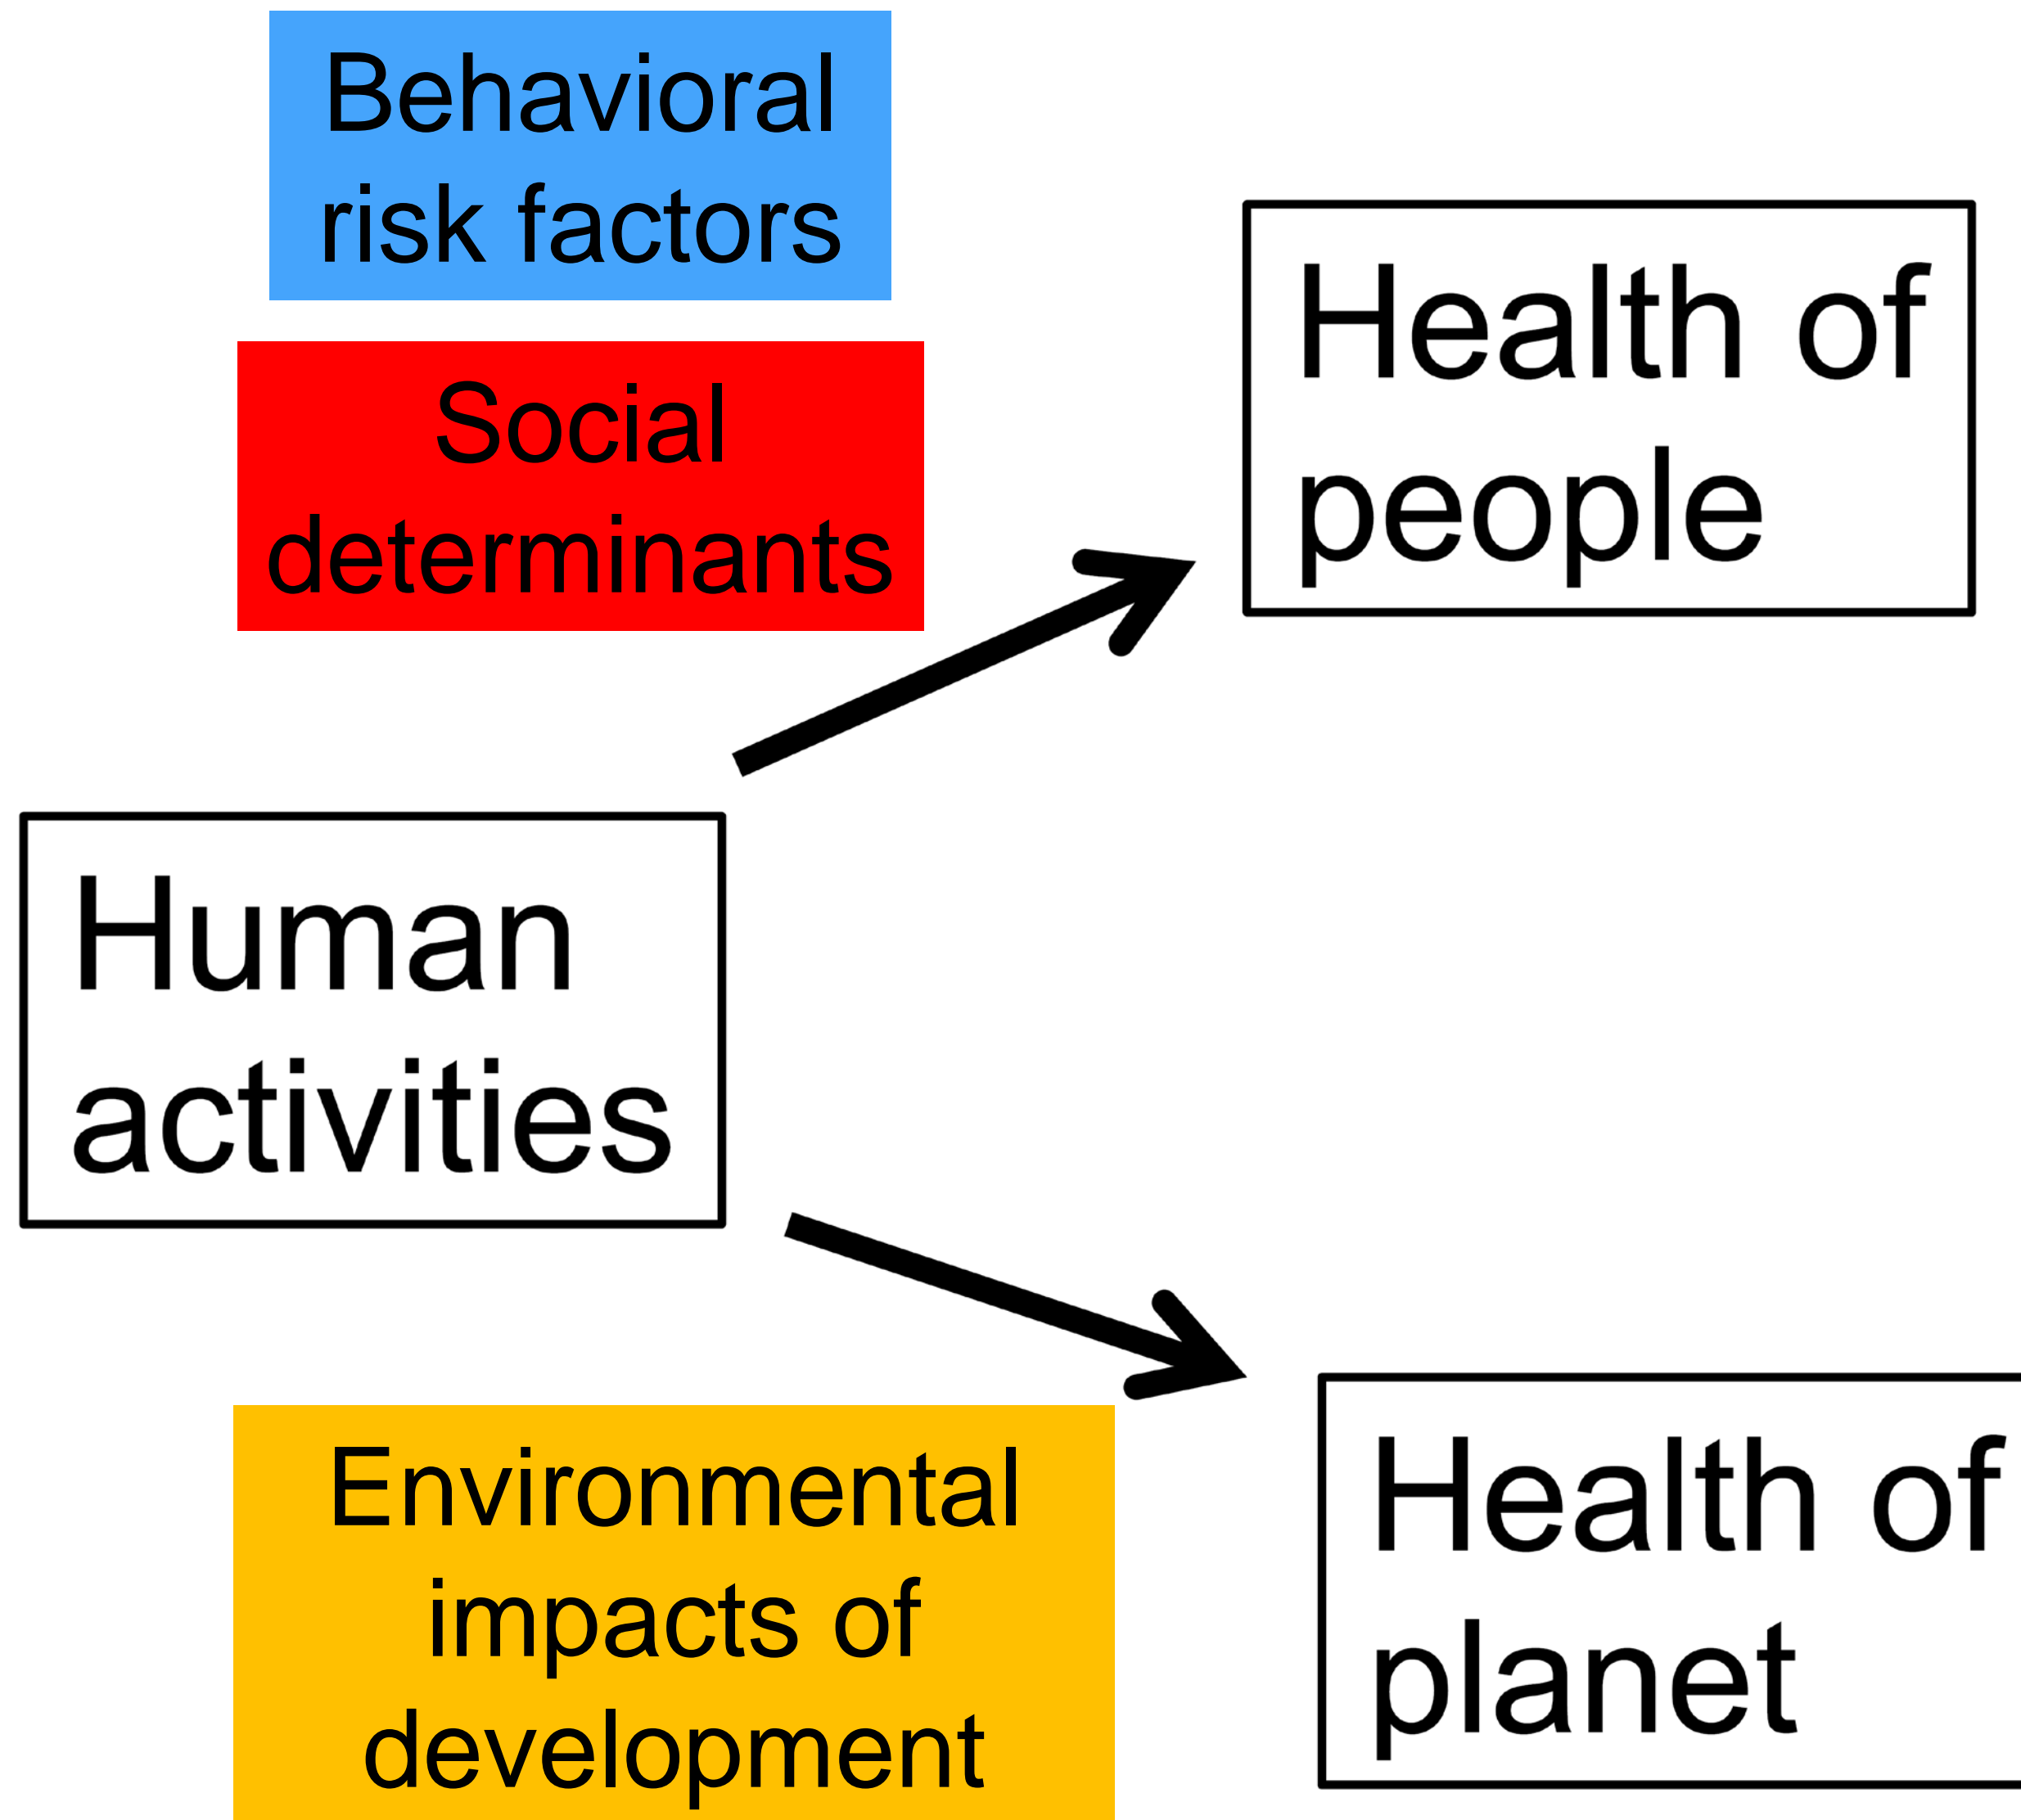 Behavioral
risk factors
Social
determinants
Health of
people
Human
activities
Environmental
impacts of
development
Health of
planet